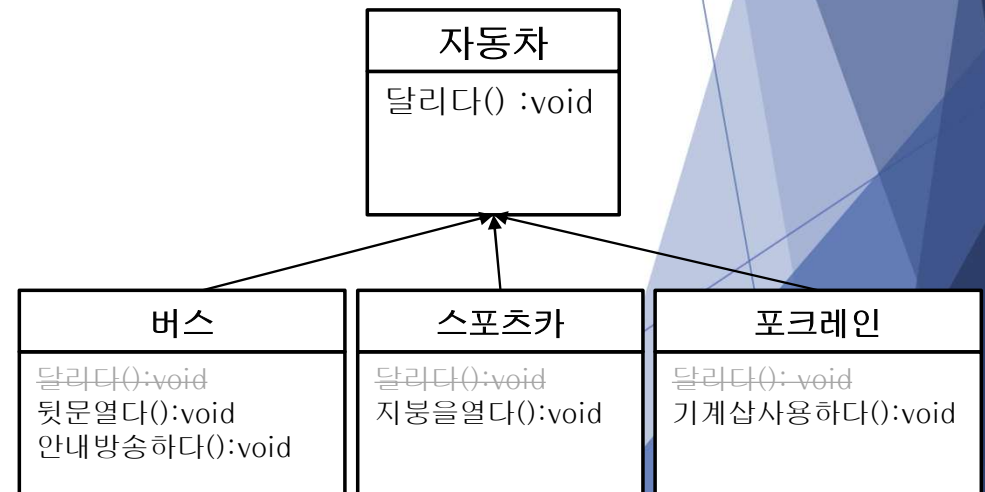 자동차
달리다() :void
버스
달리다():void
뒷문열다():void
안내방송하다():void
스포츠카
달리다():void
지붕을열다():void
포크레인
달리다(): void
기계삽사용하다():void